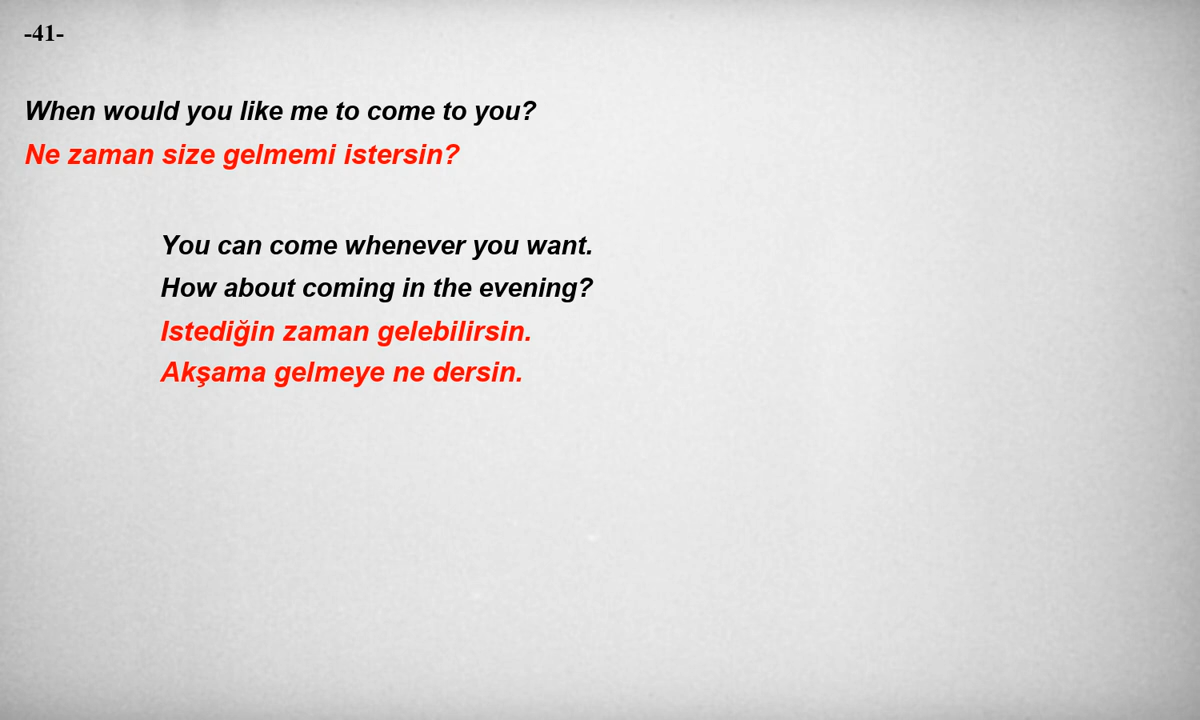 -41-
When would you like me to come to you?
Ne zaman size gelmemi istersin?
You can come whenever you want.
How about coming in the evening?
Istediğin zaman gelebilirsin.
Akşama gelmeye ne dersin.